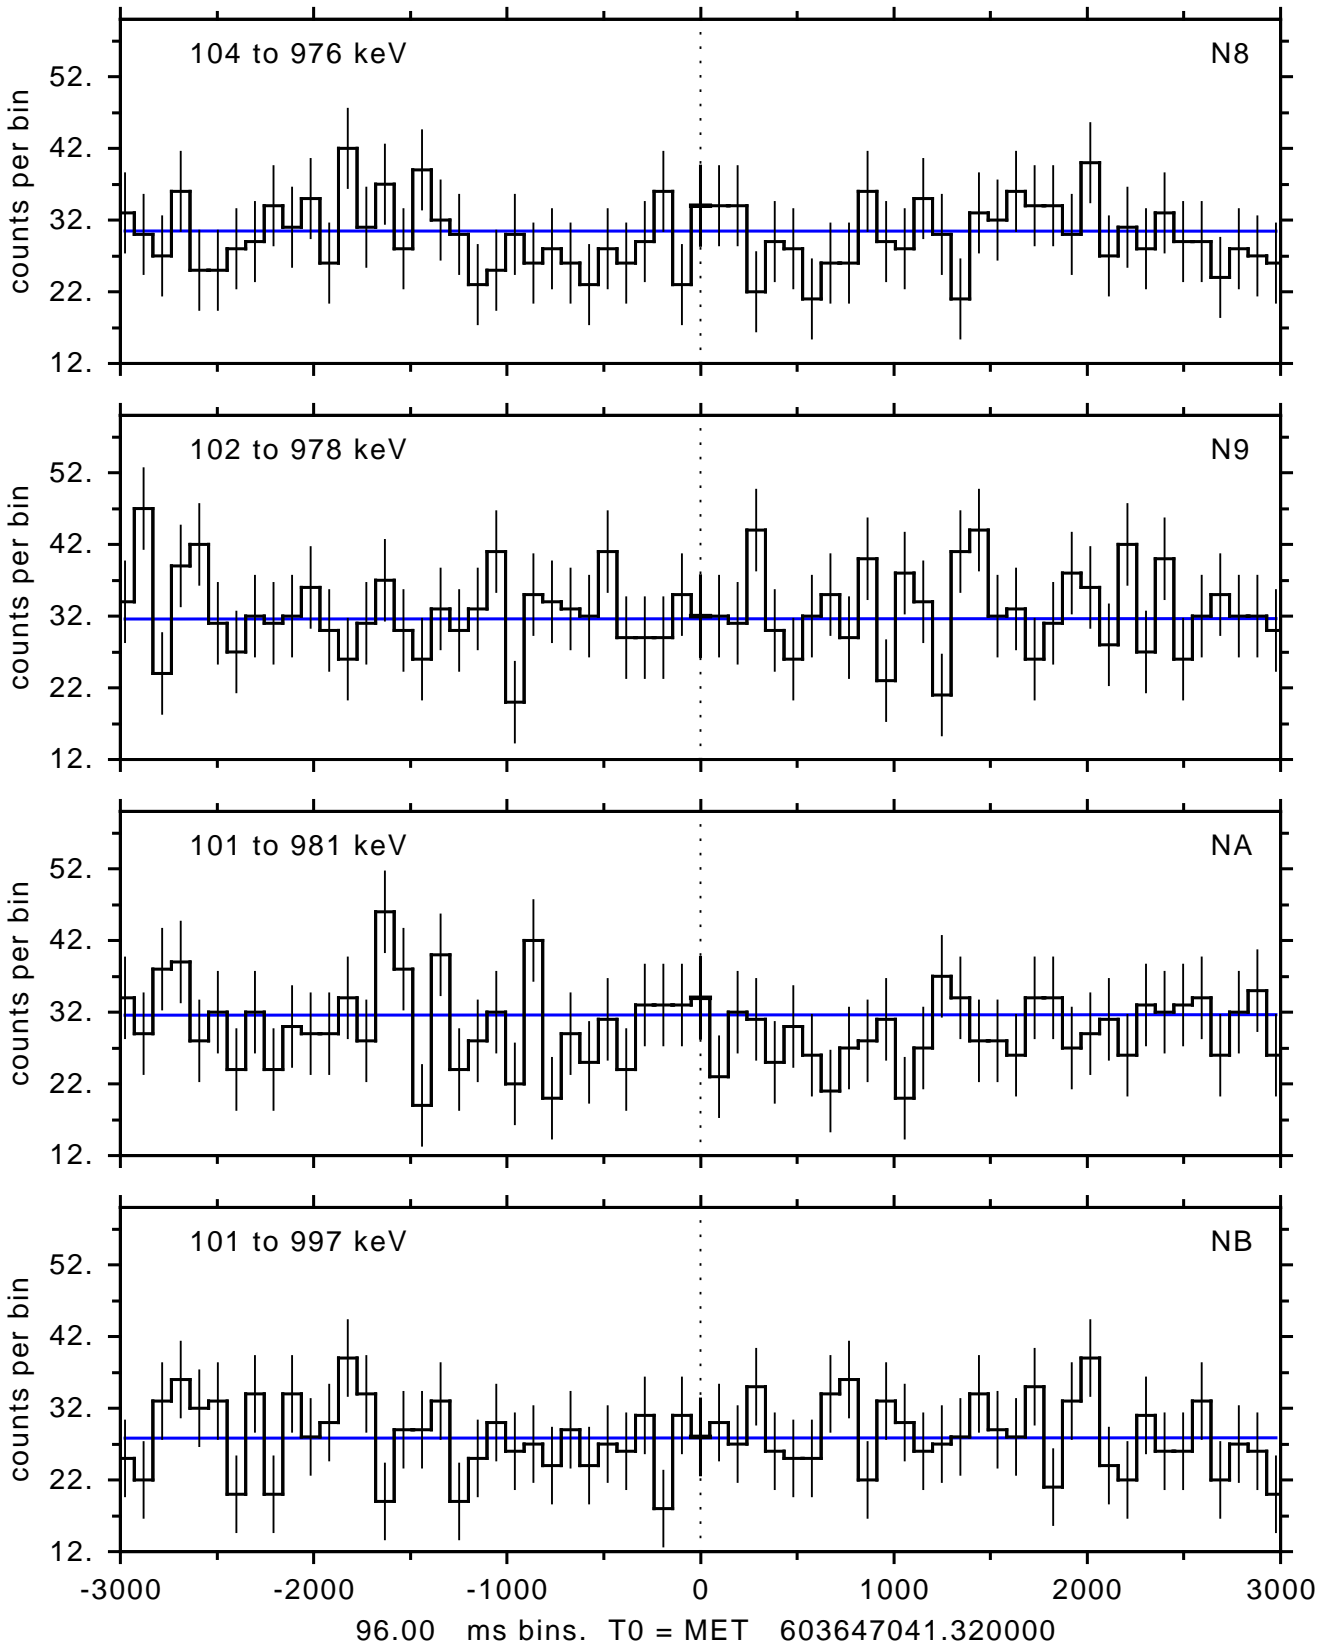 104 to 976 keV N8
52.
42.
32.
22.
12.
counts per bin
102 to 978 keV N9
52.
42.
32.
22.
12.
counts per bin
101 to 981 keV NA
52.
42.
32.
22.
12.
counts per bin
101 to 997 keV NB
52.
42.
32.
22.
12.
counts per bin
-3000 -2000 -1000 0 1000 2000 3000
96.00 ms bins. T0 = MET 603647041.320000